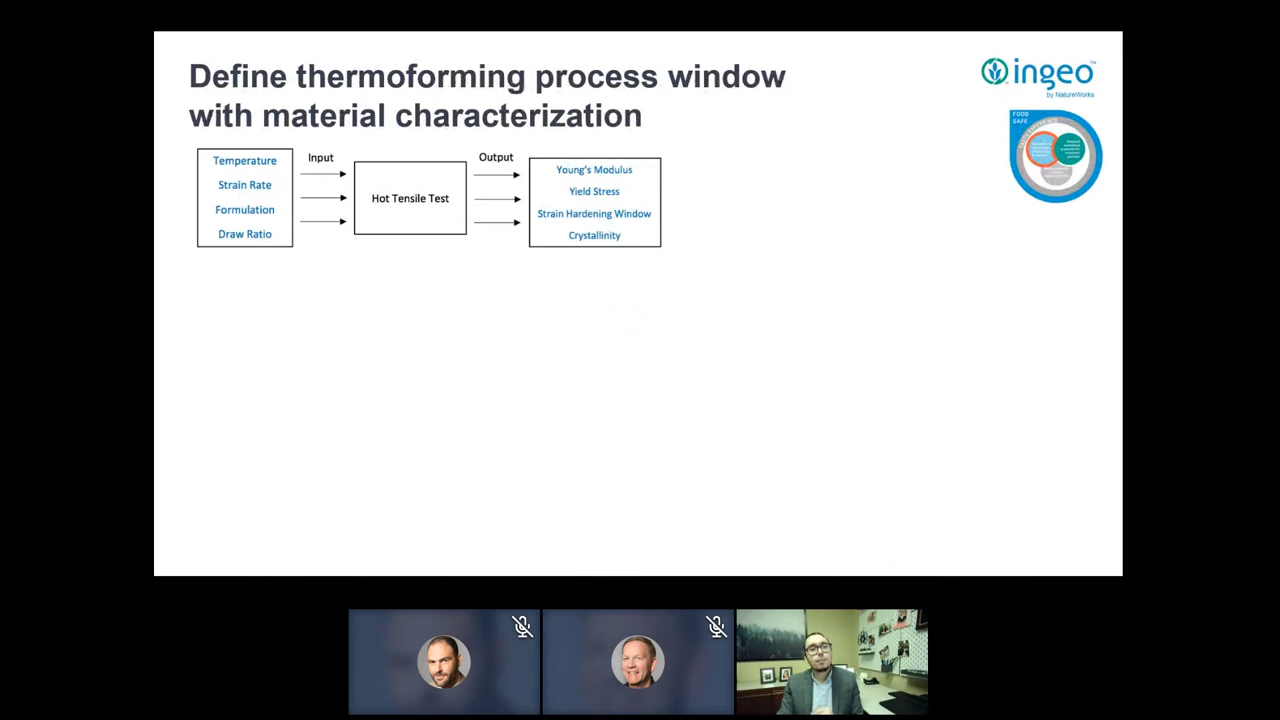 Define thermoforming process window
with material characterization
ingeo™
by NatureWorks
FOOD
SAFE
Temperature
Strain Rate
Formulation
Draw Ratio
Input
Hot Tensile Test
Output
Young's Modulus
Yield Stress
Strain Hardening Window
Crystallinity